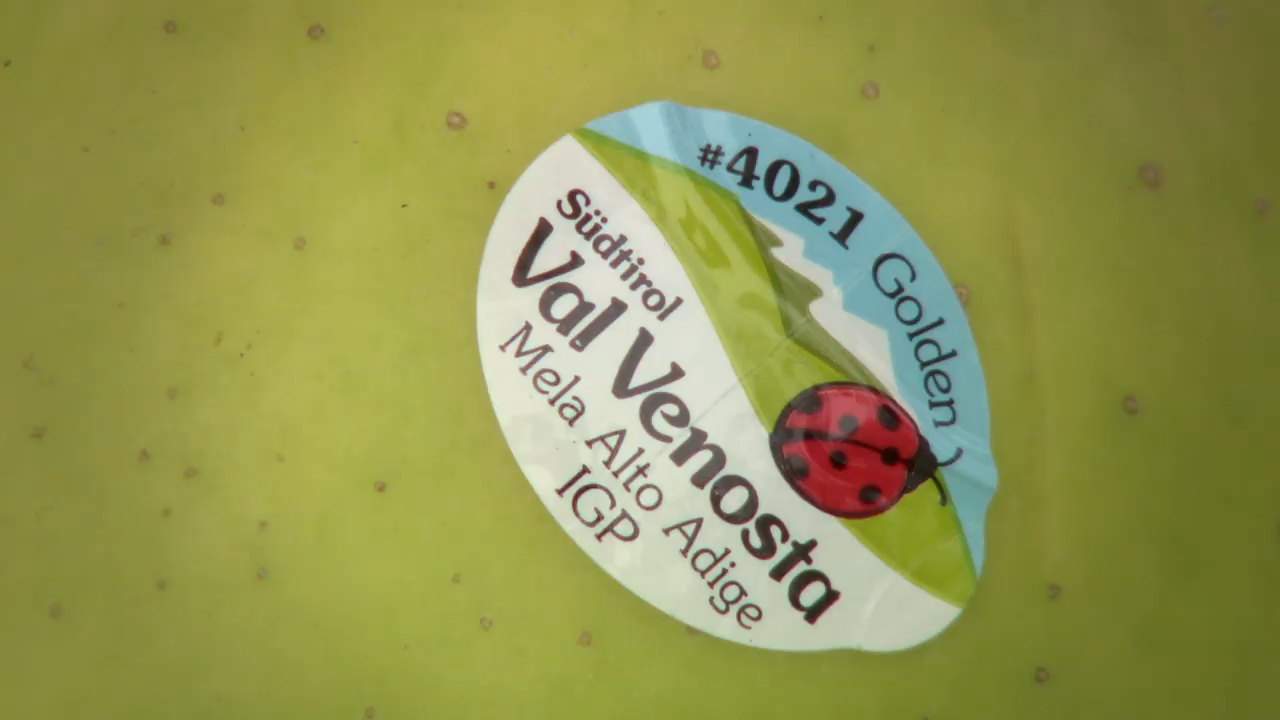 #4021 Golden
Südtirol
Val Venosta
Mela Alto Adige
IGP